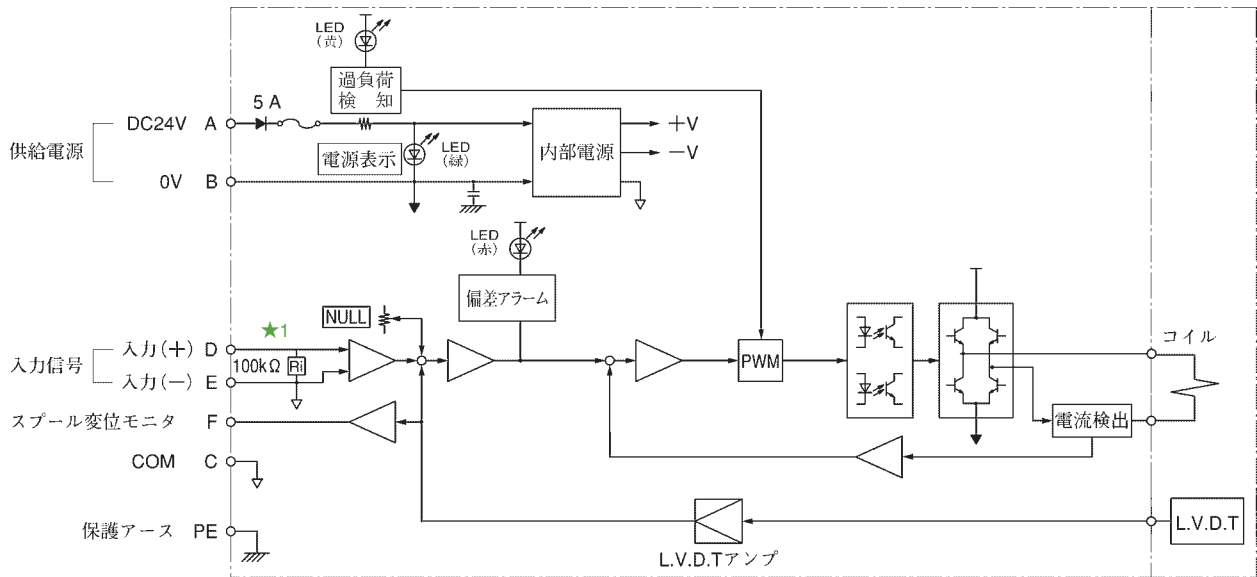 LED
(黄)
過負荷
検 知
5 A
供給電源
DC24V A
0V B
電源表示
LED
(緑)
内部電源
+V
-V
LED
(赤)
偏差アラーム
★1
NULL
入力信号
入力(+) D
100kΩ Ri
入力(-) E
PWM
コイル
電流検出
スプール変位モニタ F
COM C
保護アース PE
L.V.D.Tアンプ
L.V.D.T